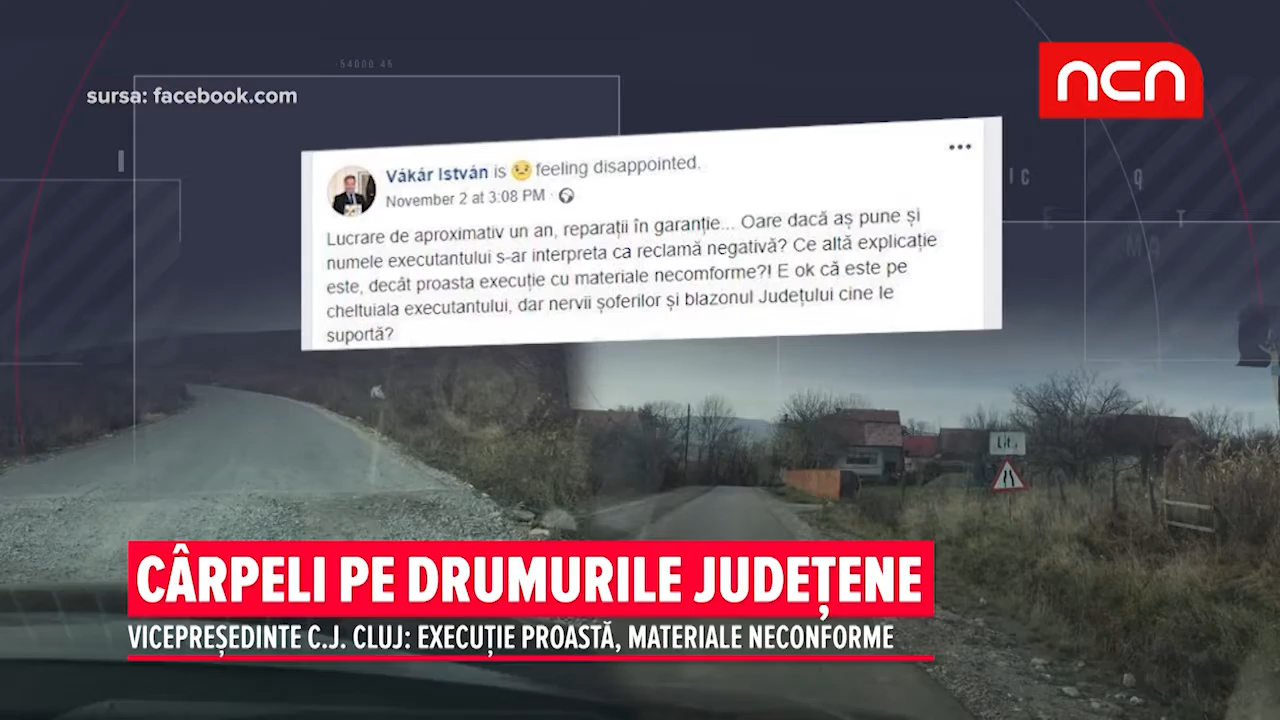 -54000 46
sursa: facebook.com
ncn
Vákár István is feeling disappointed.
November 2 at 3:08 PM
Lucrare de aproximativ un an, reparații în garanție... Oare dacă aș pune și
numele executantului s-ar interpreta ca reclamă negativă? Ce altă explicație
este, decât proasta execuție cu materiale necomforme?! E ok că este pe
cheltuiala executantului, dar nervii șoferilor și blazonul Județului cine le
suportă?
CÂRPELI PE DRUMURILE JUDEȚENE
VICEPREȘEDINTE C.J. CLUJ: EXECUȚIE PROASTĂ, MATERIALE NECONFORME